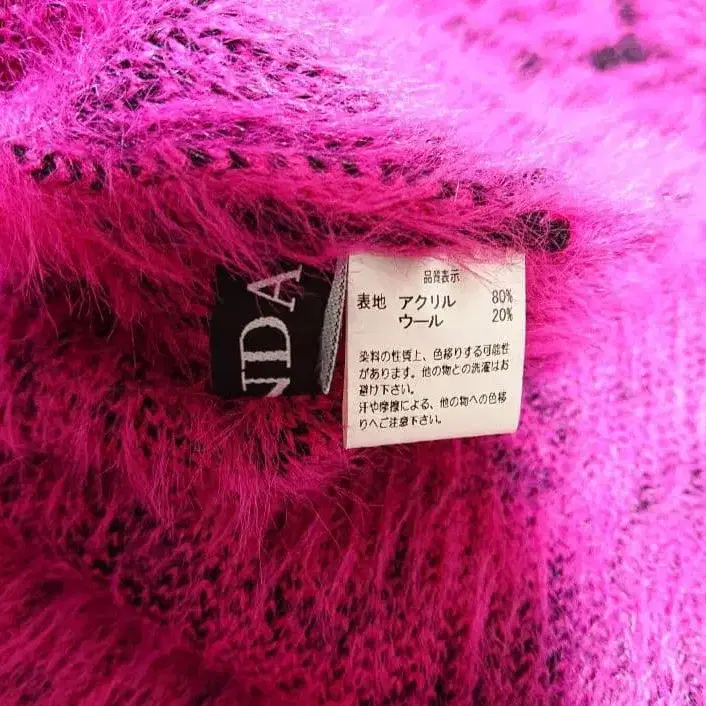 NDA
品質表示
表地 アクリル 80%
ウール 20%
染料の性質上、色移りする可能性
があります。他の物との洗濯はお
避け下さい。
汗や摩擦による、他の物への色移
りへご注意下さい。